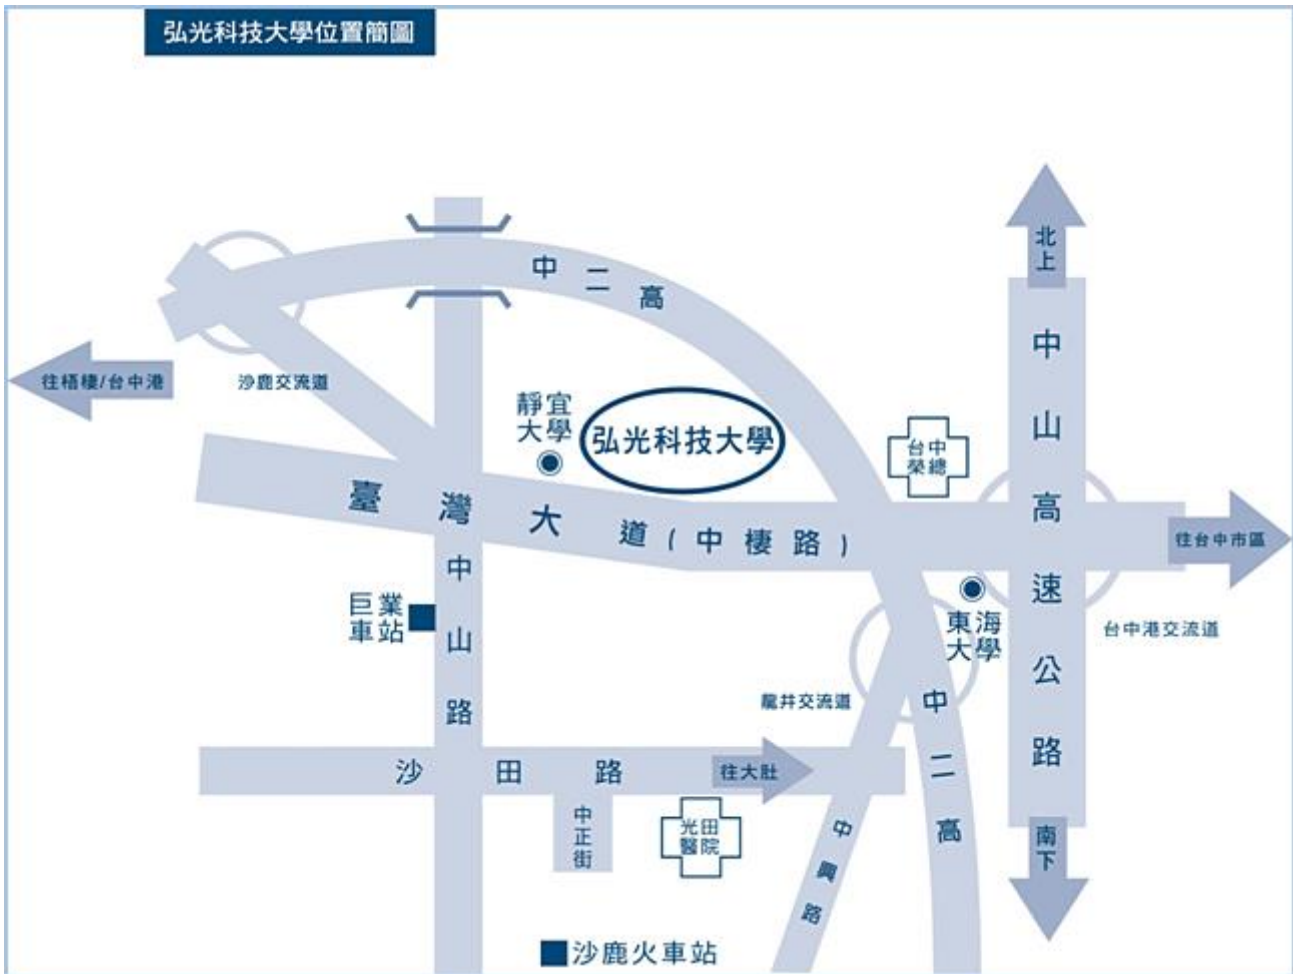 弘光科技大學位置簡圖
北上
中二高
中山高速公路
往梧棲/台中港
沙鹿交流道
靜宜
大學
弘光科技大學
台中
榮總
臺灣大道(中棲路)
往台中市區
中山路
巨業
車站
東海
大學
台中港交流道
龍井交流道
中二高
沙田路
往大肚
中正街
光田
醫院
中興路
南下
沙鹿火車站